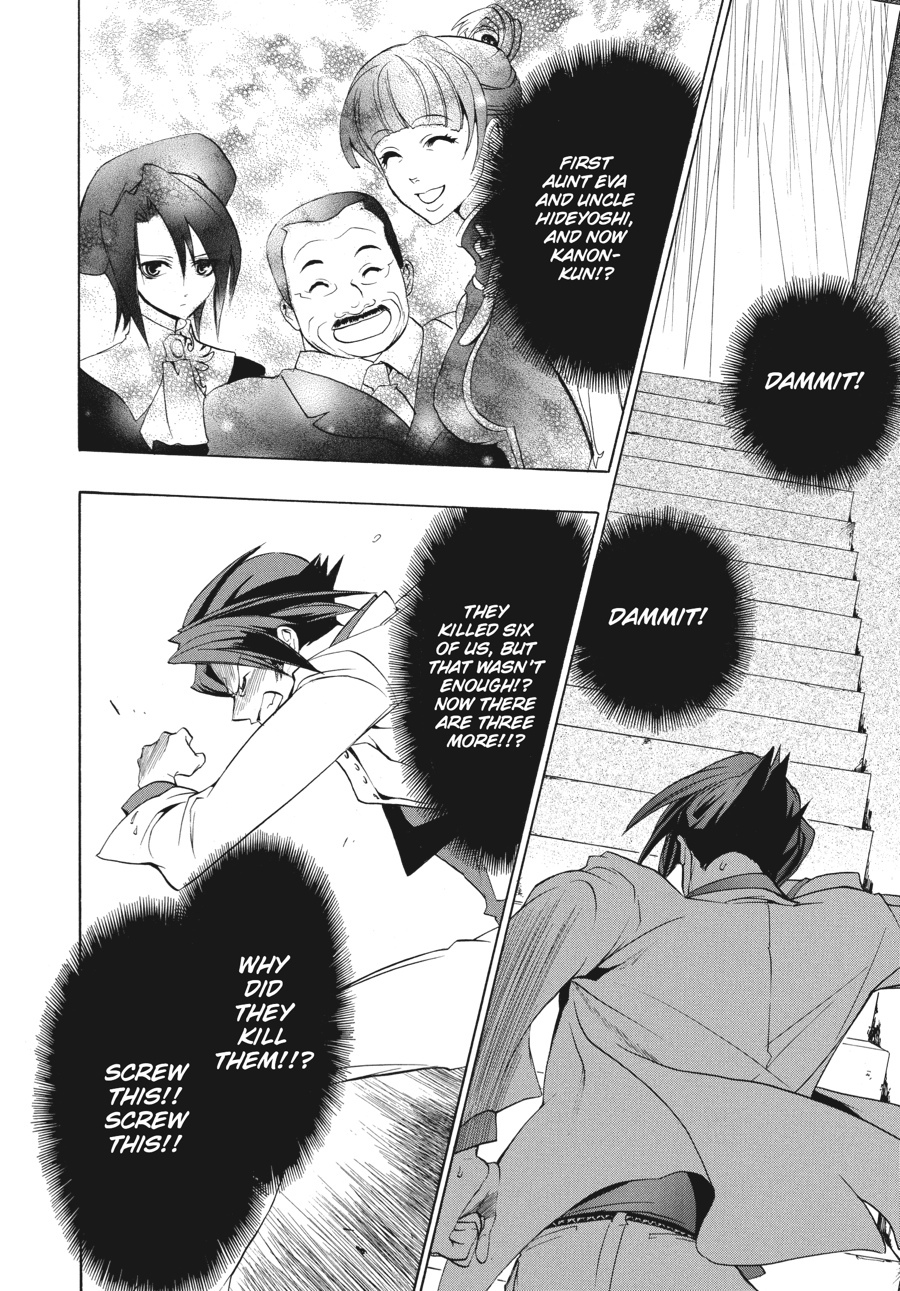 DAMMIT!
DAMMIT!
FIRST
AUNT EVA
AND UNCLE
HIDEYOSHI,
AND NOW
KANON-
KUN!?
THEY
KILLED SIX
OF US, BUT
THAT WASN'T
ENOUGH!?
NOW THERE
ARE THREE
MORE!!?
WHY
DID
THEY
KILL
THEM!!?
SCREW
THIS!!
SCREW
THIS!!